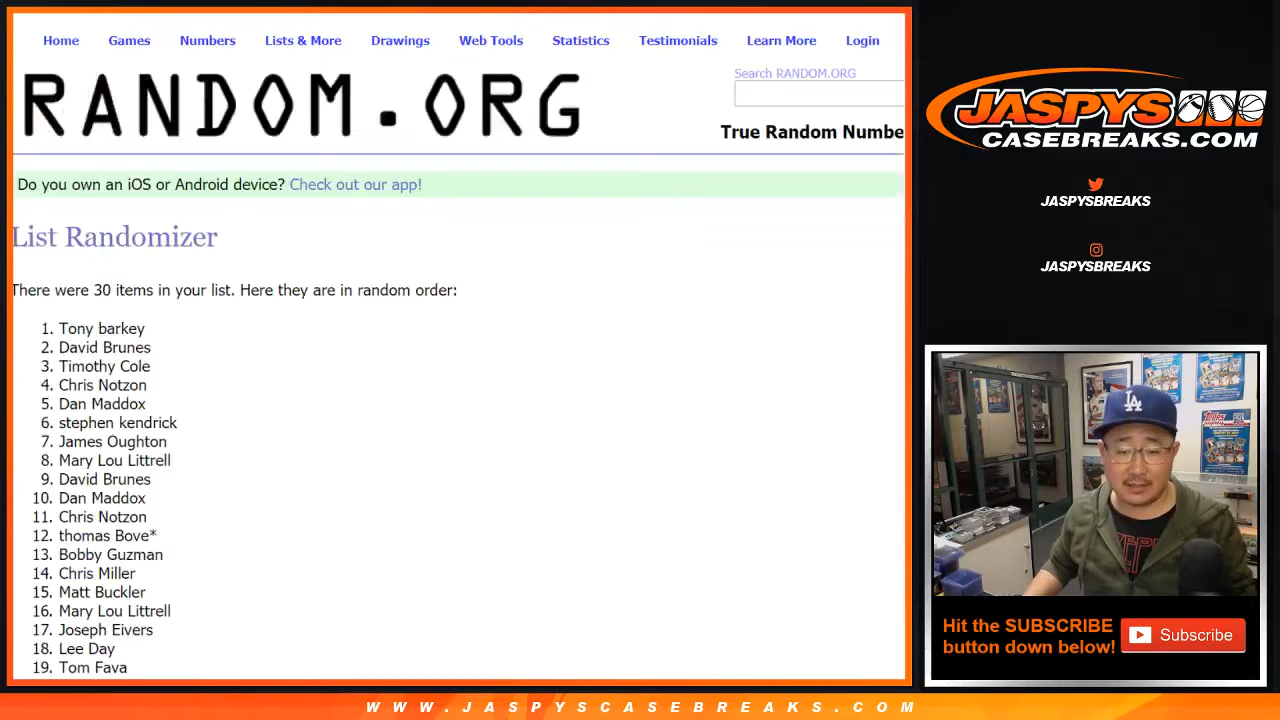 Home Games Numbers Lists & More Drawings Web Tools Statistics Testimonials Learn More Login
RANDOM.ORG
Search RANDOM.ORG
True Random Numbe
Do you own an iOS or Android device? Check out our app!
List Randomizer
There were 30 items in your list. Here they are in random order:
1. Tony barkey
2. David Brunes
3. Timothy Cole
4. Chris Notzon
5. Dan Maddox
6. stephen kendrick
7. James Oughton
8. Mary Lou Littrell
9. David Brunes
10. Dan Maddox
11. Chris Notzon
12. thomas Bove*
13. Bobby Guzman
14. Chris Miller
15. Matt Buckler
16. Mary Lou Littrell
17. Joseph Eivers
18. Lee Day
19. Tom Fava
JASPYS
CASEBREAKS.COM
JASPYSBREAKS
JASPYSBREAKS
LA
Topps
Hit the SUBSCRIBE
button down below!
Subscribe
WWW.JASPYSCASEBREAKS.COM